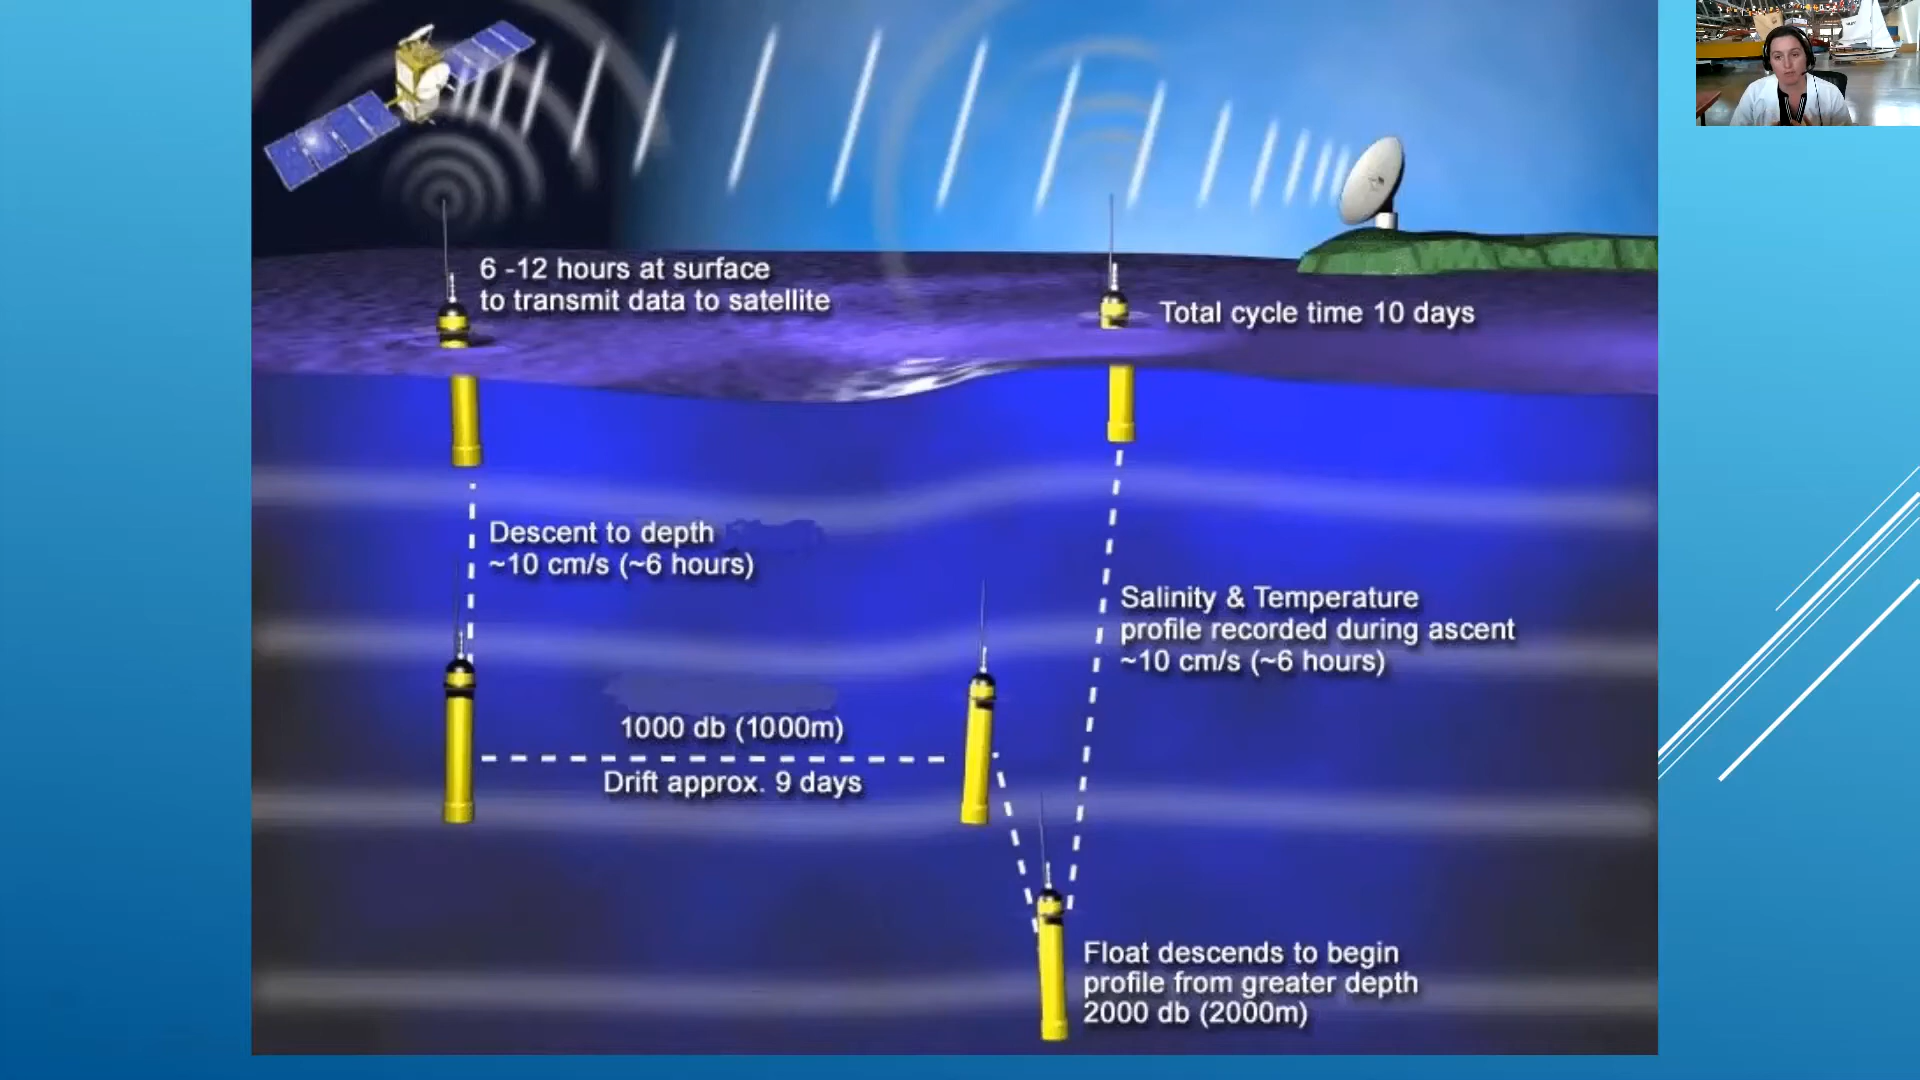 6 -12 hours at surface
to transmit data to satellite
Total cycle time 10 days
Descent to depth
~10 cm/s (~6 hours)
Salinity & Temperature
profile recorded during ascent
~10 cm/s (~6 hours)
1000 db (1000m)
Drift approx. 9 days
Float descends to begin
profile from greater depth
2000 db (2000m)